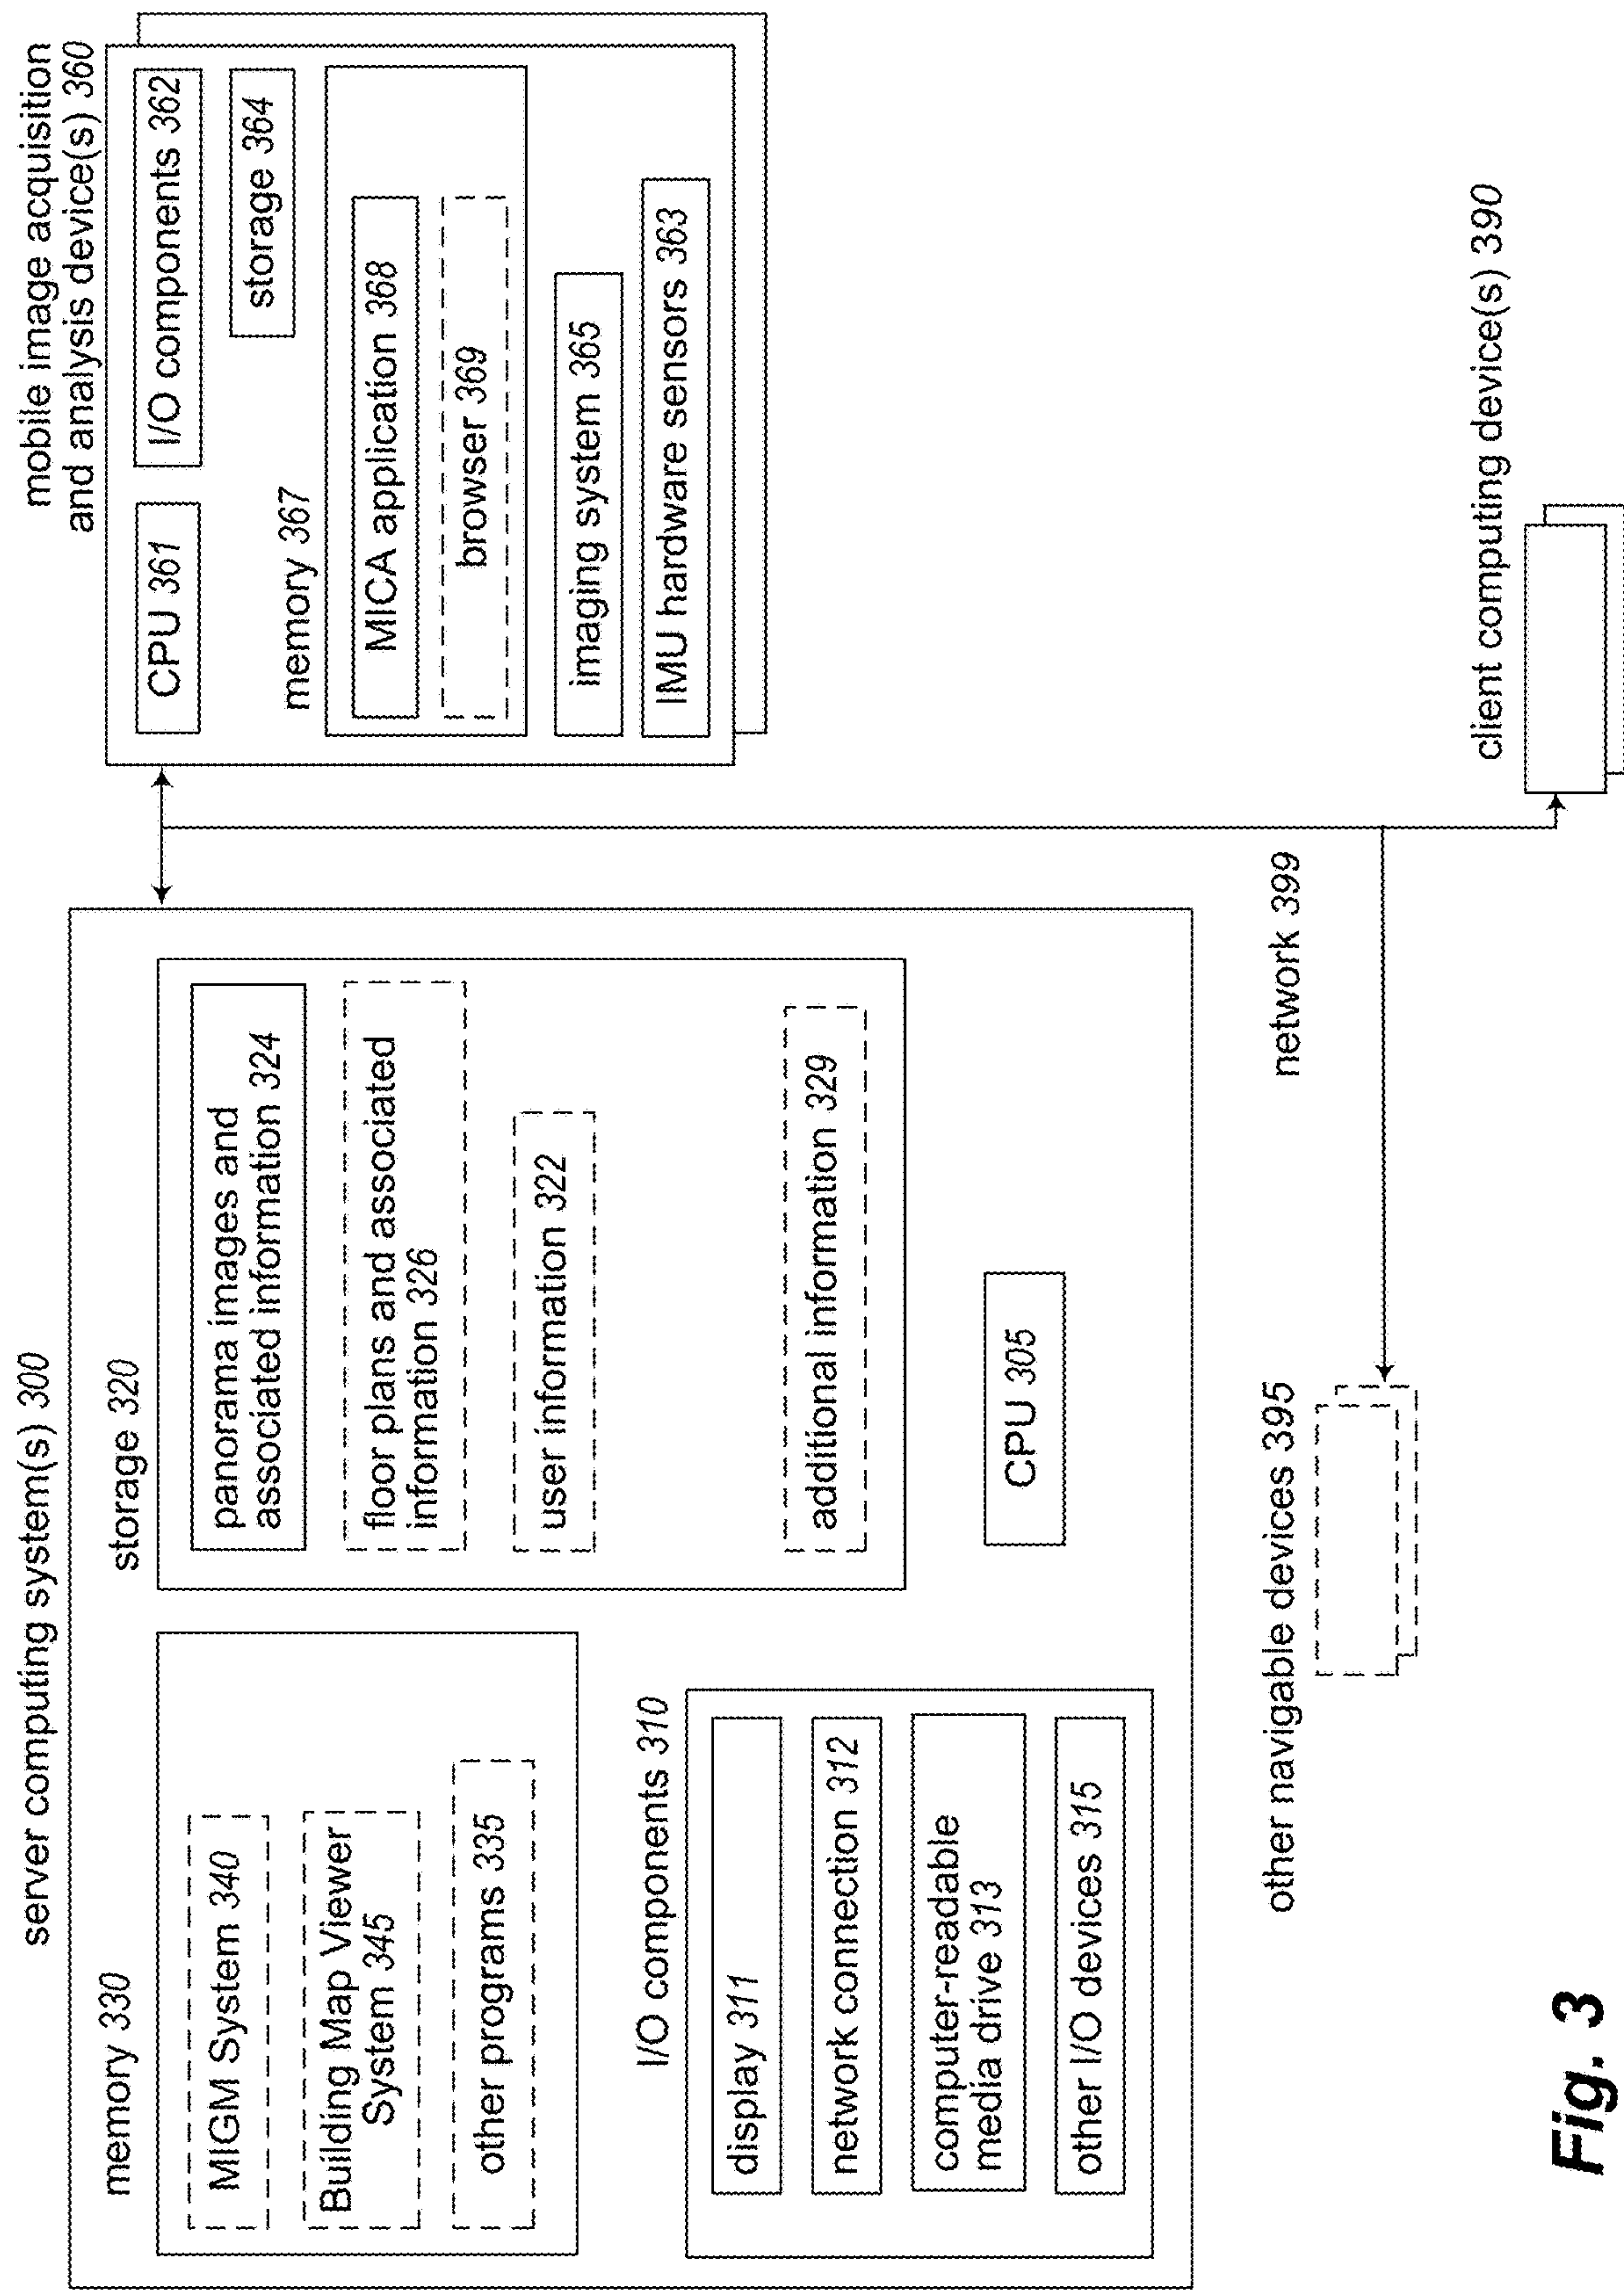 server computing system(s) 300
memory 330
MIGM System 340
Building Map Viewer
System 345
other programs 335
I/O components 310
display 311
network connection 312
computer-readable
media drive 313
other I/O devices 315
storage 320
panorama images and
associated information 324
floor plans and associated
information 326
user information 322
additional information 329
CPU 305
mobile image acquisition
and analysis device(s) 360
CPU 361
I/O components 362
storage 364
memory 367
MICA application 368
browser 369
imaging system 365
IMU hardware sensors 363
network 399
other navigable devices 395
client computing device(s) 390
Fig. 3